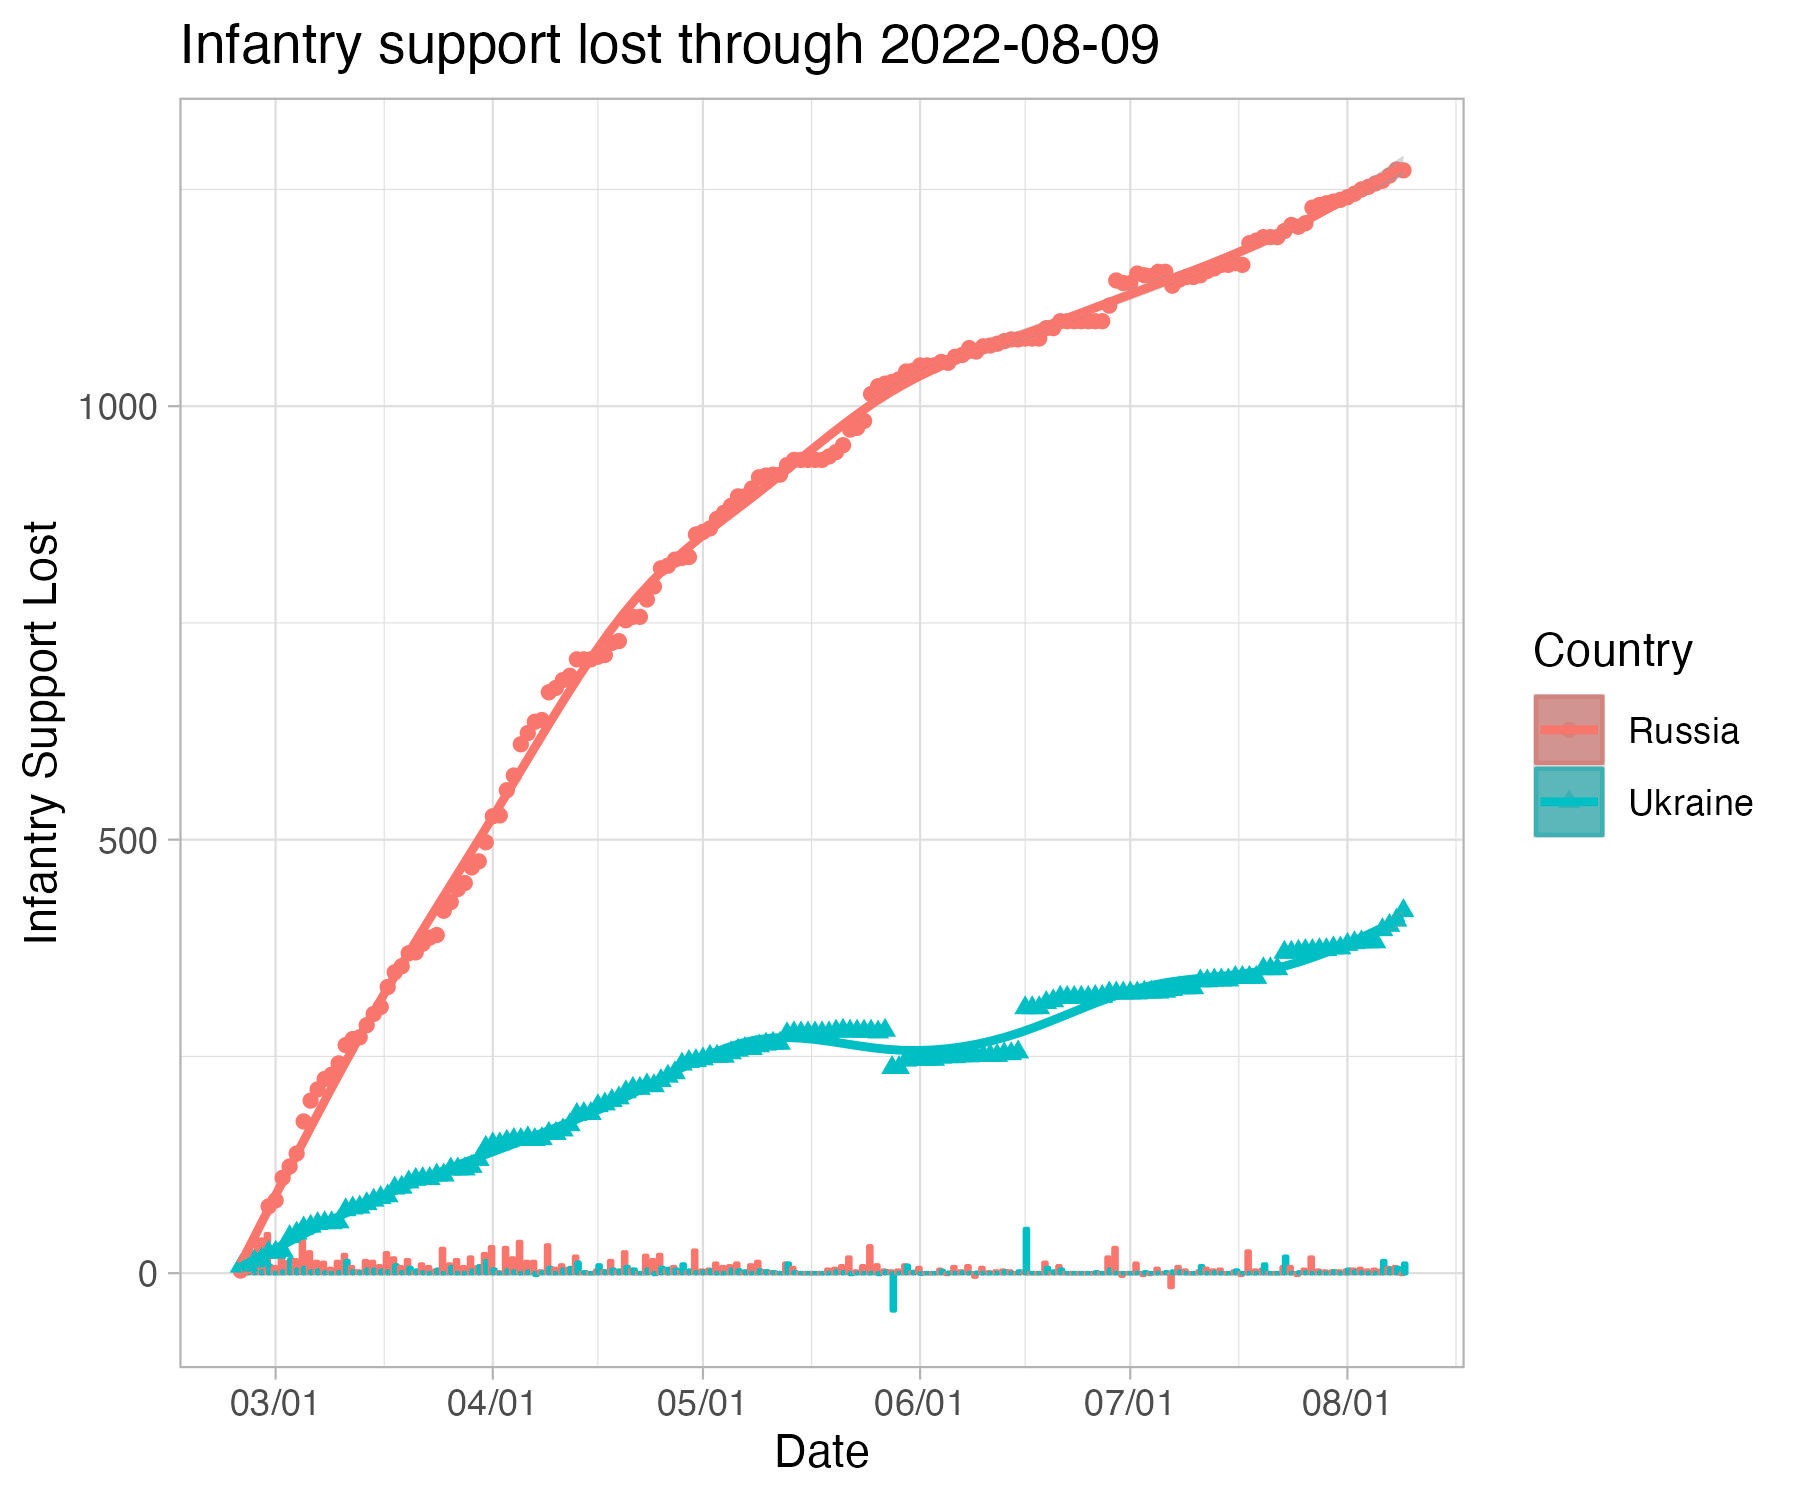 Infantry support lost through 2022-08-09
Infantry Support Lost
1000
500
0
03/01 04/01 05/01 06/01 07/01 08/01
Date
Country
Russia
Ukraine